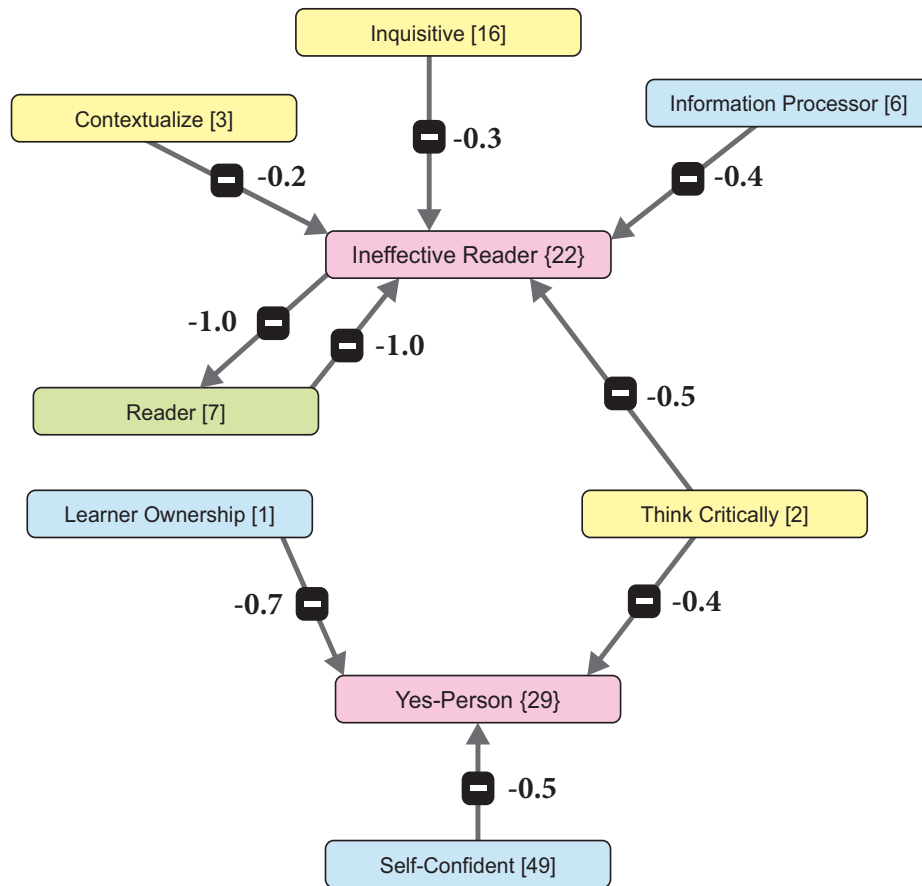 Inquisitive [16]
Contextualize [3]
Information Processor [6]
-0.3
-0.2
-0.4
Ineffective Reader {22}
-1.0
-1.0
Reader [7]
-0.5
Learner Ownership [1]
Think Critically [2]
-0.7
-0.4
Yes-Person {29}
-0.5
Self-Confident [49]